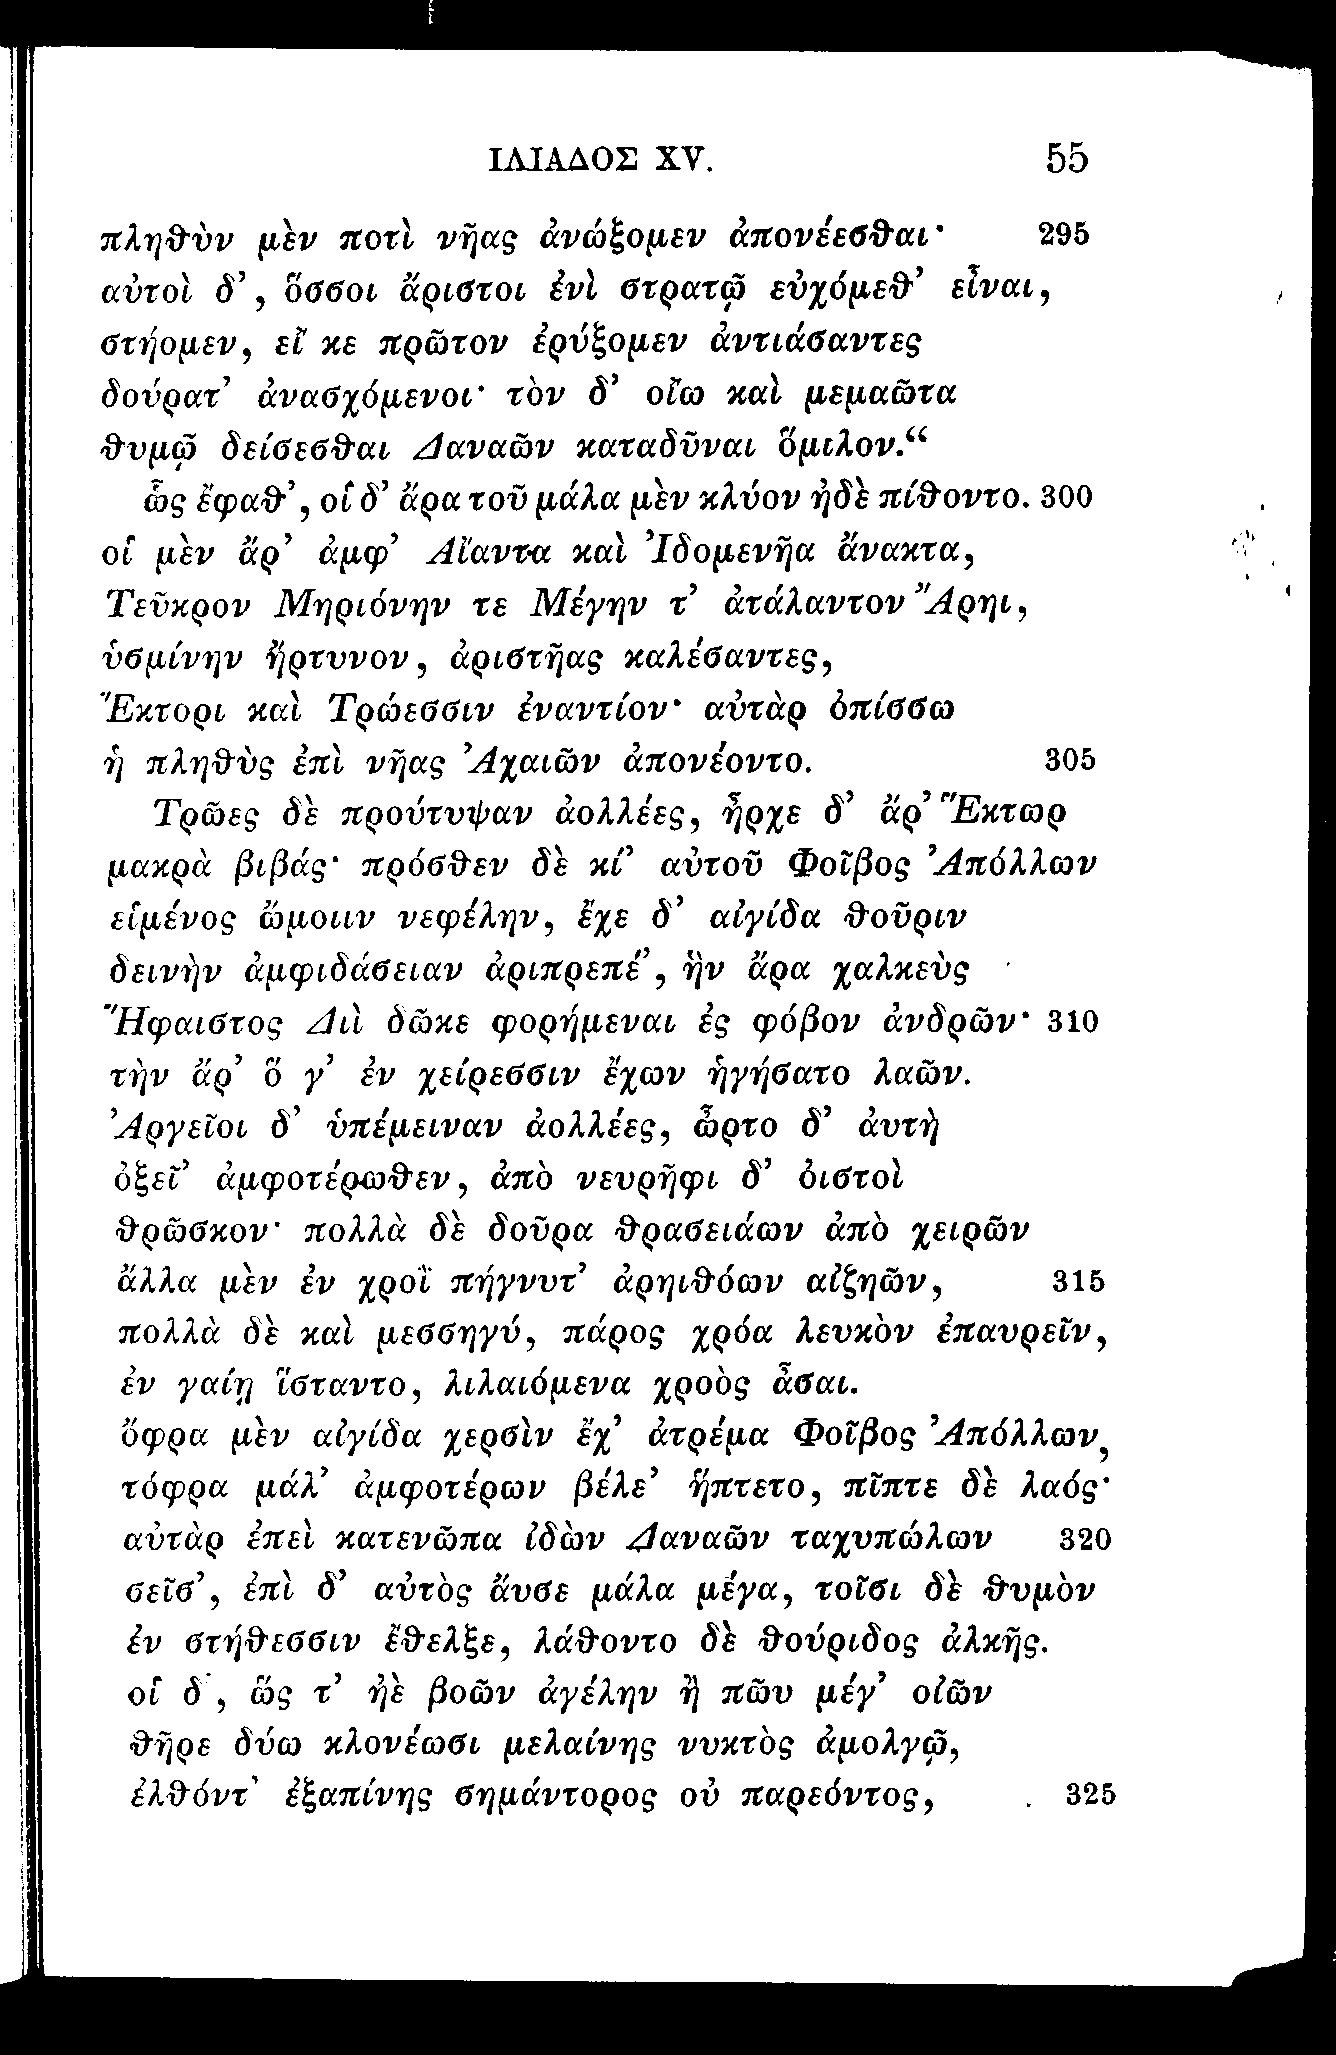 ΙΛΙΑΔΟΣ XV. 55
πληθὺν μὲν ποτὶ νῆας ἀνώξομεν ἀπονέεσθαι· 295
αὐτοὶ δ’, ὅσσοι ἄριστοι ἐνὶ στρατῷ εὐχόμεθ’ εἶναι,
στήομεν, εἴ κε πρῶτον ἐρύξομεν ἀντιάσαντες
δούρατ’ ἀνασχόμενοι· τὸν δ’ οἴω καὶ μεμαῶτα
θυμῷ δείσεσθαι Δαναῶν καταδῦναι ὅμιλον.“
ὣς ἔφαθ’, οἱ δ’ ἄρα τοῦ μάλα μὲν κλύον ἠδὲ πίθοντο. 300
οἱ μὲν ἄρ’ ἀμφ’ Αἴαντα καὶ Ἰδομενῆα ἄνακτα,
Τεῦκρον Μηριόνην τε Μέγην τ’ ἀτάλαντον Ἄρηι,
ὑσμίνην ἤρτυνον, ἀριστῆας καλέσαντες,
Ἕκτορι καὶ Τρώεσσιν ἐναντίον· αὐτὰρ ὀπίσσω
ἡ πληθὺς ἐπὶ νῆας Ἀχαιῶν ἀπονέοντο. 305
Τρῶες δὲ προύτυψαν ἀολλέες, ἦρχε δ’ ἄρ’ Ἕκτωρ
μακρὰ βιβάς· πρόσθεν δὲ κί’ αὐτοῦ Φοῖβος Ἀπόλλων
εἱμένος ὤμοιιν νεφέλην, ἔχε δ’ αἰγίδα θοῦριν
δεινὴν ἀμφιδάσειαν ἀριπρεπέ’, ἣν ἄρα χαλκεὺς
Ἥφαιστος Διὶ δῶκε φορήμεναι ἐς φόβον ἀνδρῶν· 310
τὴν ἄρ’ ὅ γ’ ἐν χείρεσσιν ἔχων ἡγήσατο λαῶν.
Ἀργεῖοι δ’ ὑπέμειναν ἀολλέες, ὦρτο δ’ ἀυτὴ
ὀξεῖ’ ἀμφοτέρωθεν, ἀπὸ νευρῆφι δ’ ὀιστοὶ
θρῶσκον· πολλὰ δὲ δοῦρα θρασειάων ἀπὸ χειρῶν
ἄλλα μὲν ἐν χροῒ πήγνυτ’ ἀρηιθόων αἰζηῶν, 315
πολλὰ δὲ καὶ μεσσηγύ, πάρος χρόα λευκὸν ἐπαυρεῖν,
ἐν γαίῃ ἵσταντο, λιλαιόμενα χροὸς ἆσαι.
ὄφρα μὲν αἰγίδα χερσὶν ἔχ’ ἀτρέμα Φοῖβος Ἀπόλλων,
τόφρα μάλ’ ἀμφοτέρων βέλε’ ἥπτετο, πῖπτε δὲ λαός·
αὐτὰρ ἐπεὶ κατενῶπα ἰδὼν Δαναῶν ταχυπώλων 320
σεῖσ’, ἐπὶ δ’ αὐτὸς ἄυσε μάλα μέγα, τοῖσι δὲ θυμὸν
ἐν στήθεσσιν ἔθελξε, λάθοντο δὲ θούριδος ἀλκῆς.
οἱ δ’, ὥς τ’ ἠὲ βοῶν ἀγέλην ἢ πῶυ μέγ’ οἰῶν
θῆρε δύω κλονέωσι μελαίνης νυκτὸς ἀμολγῷ,
ἐλθόντ’ ἐξαπίνης σημάντορος οὐ παρεόντος, 325